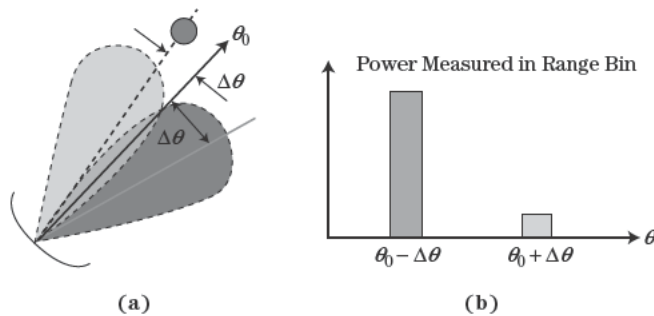 θ₀
Δθ
Δθ
(a)
Power Measured in Range Bin
θ₀ − Δθ
θ₀ + Δθ
θ
(b)